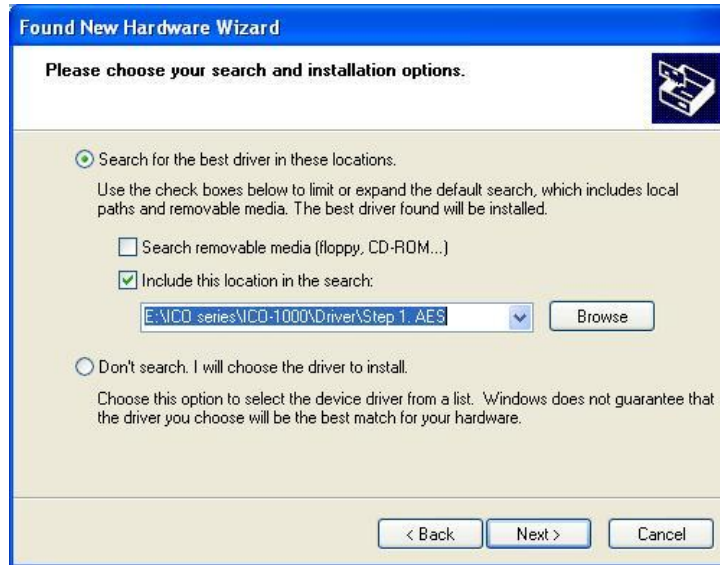 Found New Hardware Wizard
Please choose your search and installation options.
Search for the best driver in these locations.
Use the check boxes below to limit or expand the default search, which includes local
paths and removable media. The best driver found will be installed.
Search removable media (floppy, CD-ROM...)
Include this location in the search:
E:\ICO series\ICO-1000\Driver\Step 1. AES
Browse
Don't search. I will choose the driver to install.
Choose this option to select the device driver from a list. Windows does not guarantee that
the driver you choose will be the best match for your hardware.
< Back
Next >
Cancel